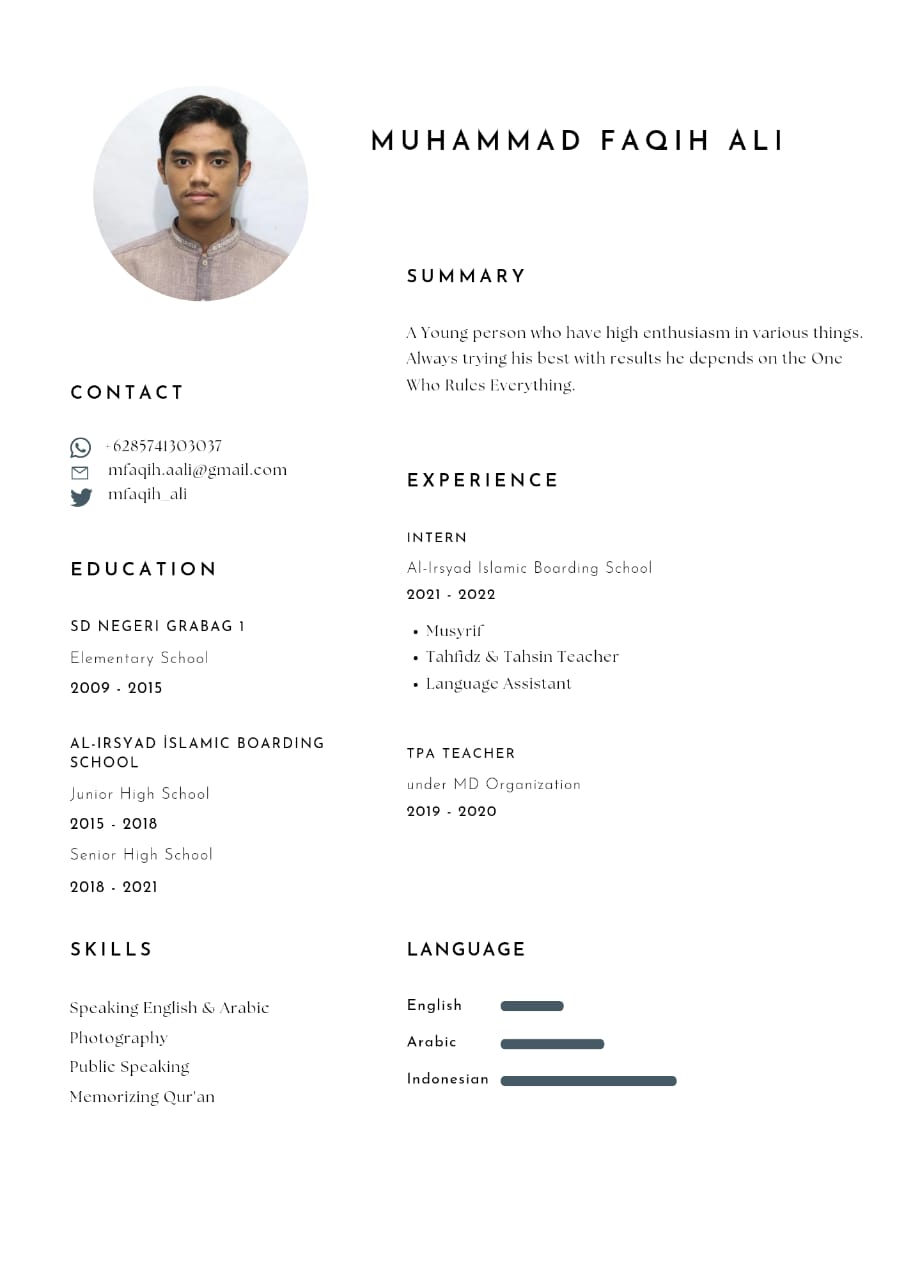 MUHAMMAD FAQIH ALI
SUMMARY
A Young person who have high enthusiasm in various things.
Always trying his best with results he depends on the One
Who Rules Everything.
CONTACT
+6285741303037
mfaqih.aali@gmail.com
mfaqih_ali
EDUCATION
SD NEGERI GRABAG 1
Elementary School
2009 - 2015
AL-IRSYAD İSLAMIC BOARDING
SCHOOL
Junior High School
2015 - 2018
Senior High School
2018 - 2021
EXPERIENCE
INTERN
Al-Irsyad Islamic Boarding School
2021 - 2022
• Musyrif
• Tahfidz & Tahsin Teacher
• Language Assistant
TPA TEACHER
under MD Organization
2019 - 2020
SKILLS
Speaking English & Arabic
Photography
Public Speaking
Memorizing Qur'an
LANGUAGE
English
Arabic
Indonesian